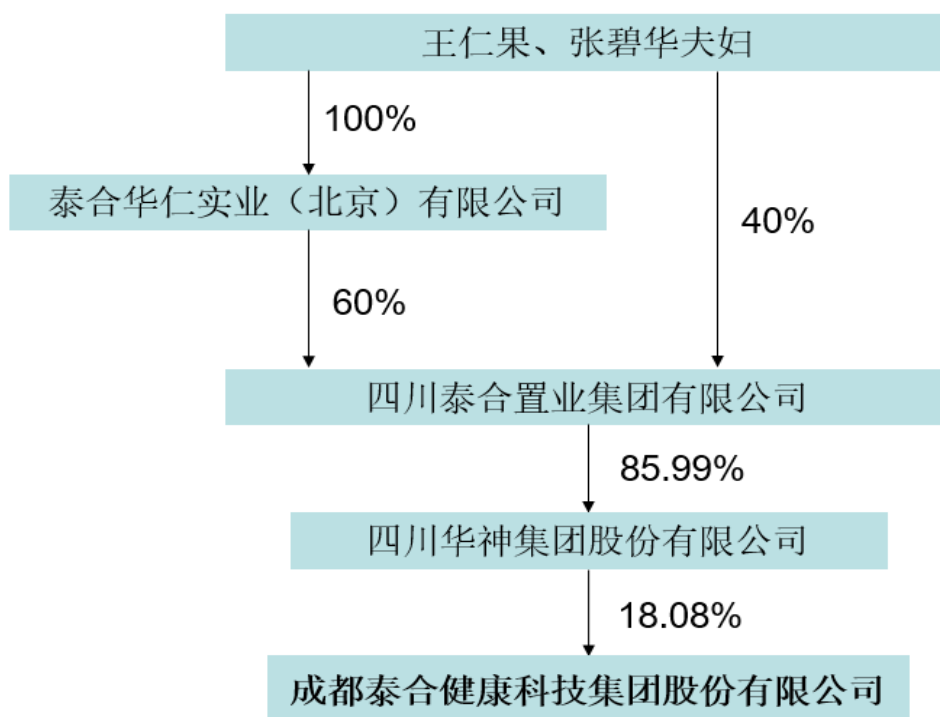 王仁果、张碧华夫妇
100%
泰合华仁实业（北京）有限公司
40%
60%
四川泰合置业集团有限公司
85.99%
四川华神集团股份有限公司
18.08%
成都泰合健康科技集团股份有限公司